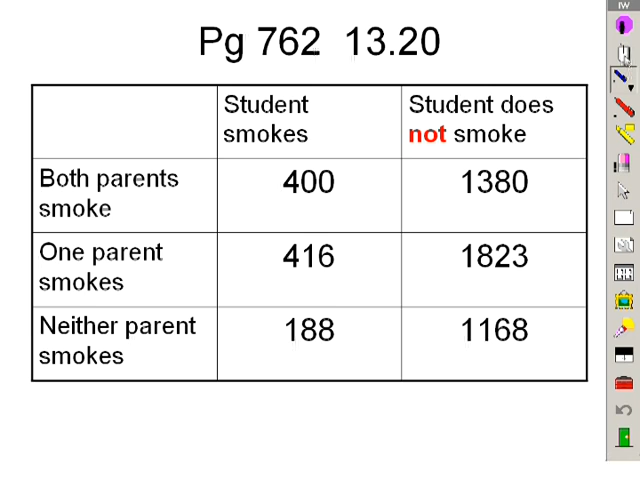 IW
Pg 762 13.20
Student smokes
Student does not smoke
Both parents smoke
400
1380
One parent smokes
416
1823
Neither parent smokes
188
1168